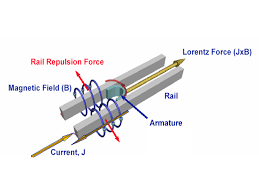 Lorentz Force (JxB)
Rail Repulsion Force
Magnetic Field (B)
Rail
Armature
Current, J